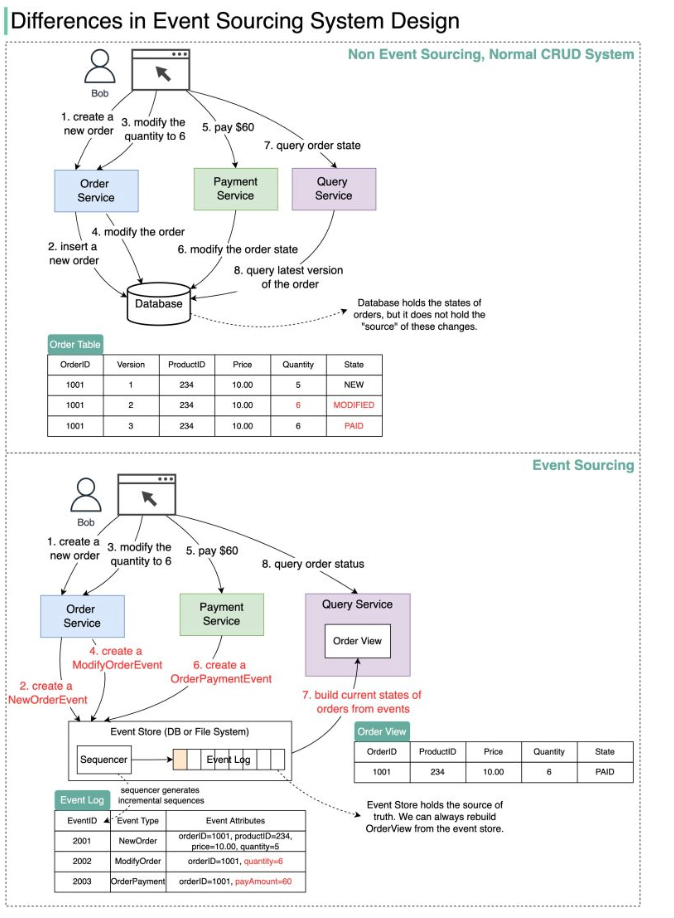 Differences in Event Sourcing System Design
Non Event Sourcing, Normal CRUD System
Bob
1. create a
new order
3. modify the
quantity to 6
5. pay $60
7. query order state
Order
Service
Payment
Service
Query
Service
4. modify the order
2. insert a
new order
6. modify the order state
8. query latest version
of the order
Database
Database holds the states of
orders, but it does not hold the
"source" of these changes.
Order Table
OrderID Version ProductID Price Quantity State
1001 1 234 10.00 5 NEW
1001 2 234 10.00 6 MODIFIED
1001 3 234 10.00 6 PAID
Event Sourcing
Bob
1. create a
new order
3. modify the
quantity to 6
5. pay $60
8. query order status
Order
Service
Payment
Service
Query Service
Order View
4. create a
ModifyOrderEvent
6. create a
OrderPaymentEvent
2. create a
NewOrderEvent
7. build current states of
orders from events
Event Store (DB or File System)
Sequencer
Event Log
Order View
OrderID ProductID Price Quantity State
1001 234 10.00 6 PAID
sequencer generates
incremental sequences
Event Store holds the source of
truth. We can always rebuild
OrderView from the event store.
Event Log
EventID Event Type Event Attributes
2001 NewOrder orderID=1001, productID=234,
price=10.00, quantity=5
2002 ModifyOrder orderID=1001, quantity=6
2003 OrderPayment orderID=1001, payAmount=60